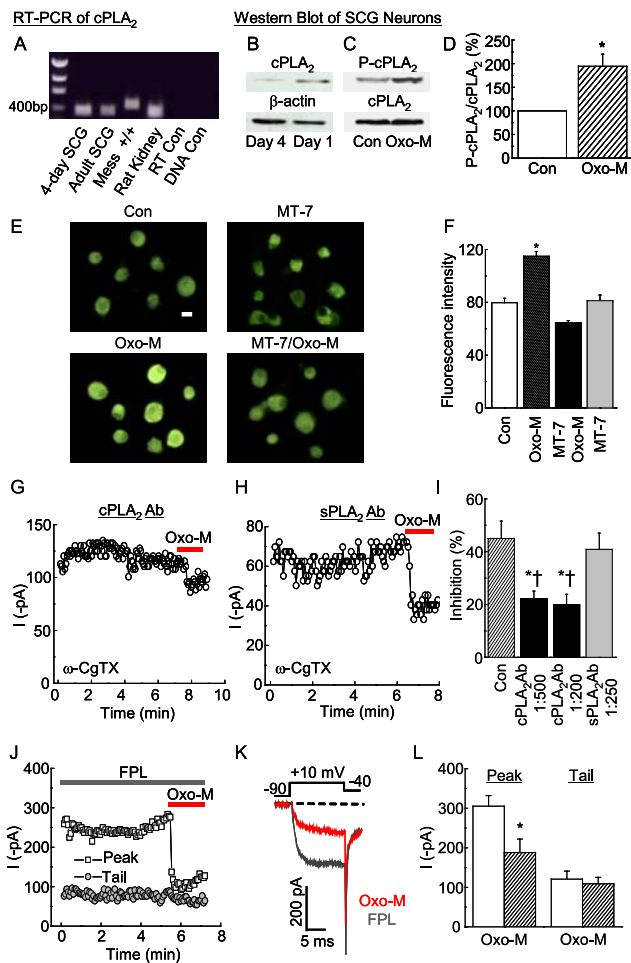 RT-PCR of cPLA₂
Western Blot of SCG Neurons
A
400bp
4-day SCG
Adult SCG
Mess +/+
Rat Kidney
RT Con
DNA Con
B
cPLA₂
β-actin
Day 4 Day 1
C
P-cPLA₂
cPLA₂
Con Oxo-M
D
P-cPLA₂/cPLA₂ (%)
250
200
150
100
50
0
*
Con Oxo-M
E
Con
MT-7
Oxo-M
MT-7/Oxo-M
F
Fluorescence intensity
120
80
40
0
*
Con
Oxo-M
MT-7
Oxo-M
MT-7
G
cPLA₂ Ab
Oxo-M
I (-pA)
150
125
100
75
50
25
0
ω-CgTX
0 2 4 6 8 10
Time (min)
H
sPLA₂ Ab
Oxo-M
I (-pA)
80
60
40
20
0
ω-CgTX
0 2 4 6 8
Time (min)
I
Inhibition (%)
60
40
20
0
*†
*†
Con
cPLA₂Ab
1:500
cPLA₂Ab
1:200
sPLA₂Ab
1:250
J
FPL
Oxo-M
I (-pA)
400
300
200
100
0
Peak
Tail
0 2 4 6 8
Time (min)
K
+10 mV
-90
-40
200 pA
5 ms
Oxo-M
FPL
L
Peak
Tail
I (-pA)
400
300
200
100
0
*
Oxo-M
Oxo-M